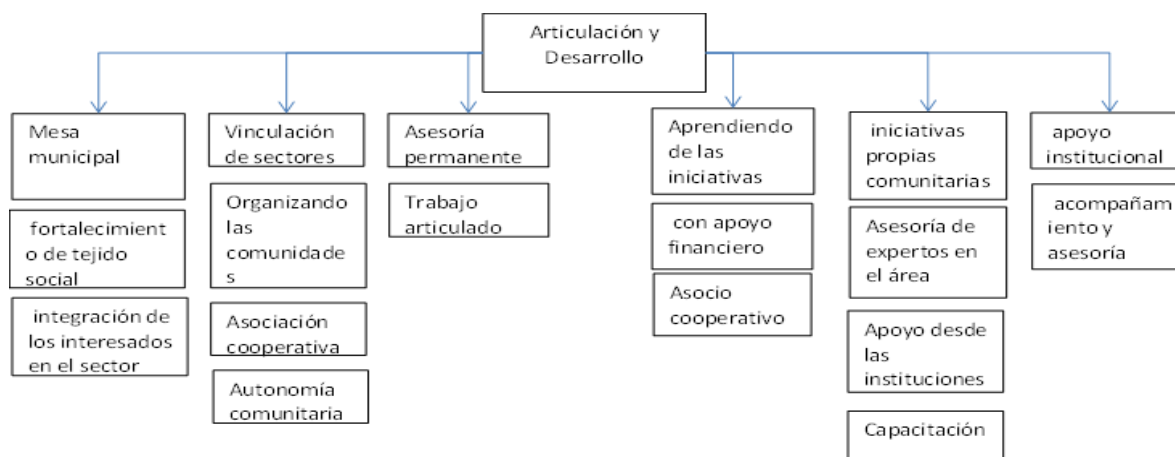 Articulación y
Desarrollo
Mesa
municipal
fortalecimient
o de tejido
social
integración de
los interesados
en el sector
Vinculación
de sectores
Organizando
las
comunidade
s
Asociación
cooperativa
Autonomía
comunitaria
Asesoría
permanente
Trabajo
articulado
Aprendiendo
de las
iniciativas
con apoyo
financiero
Asocio
cooperativo
iniciativas
propias
comunitarias
Asesoría de
expertos en
el área
Apoyo desde
las
instituciones
Capacitación
apoyo
institucional
acompañam
iento y
asesoría